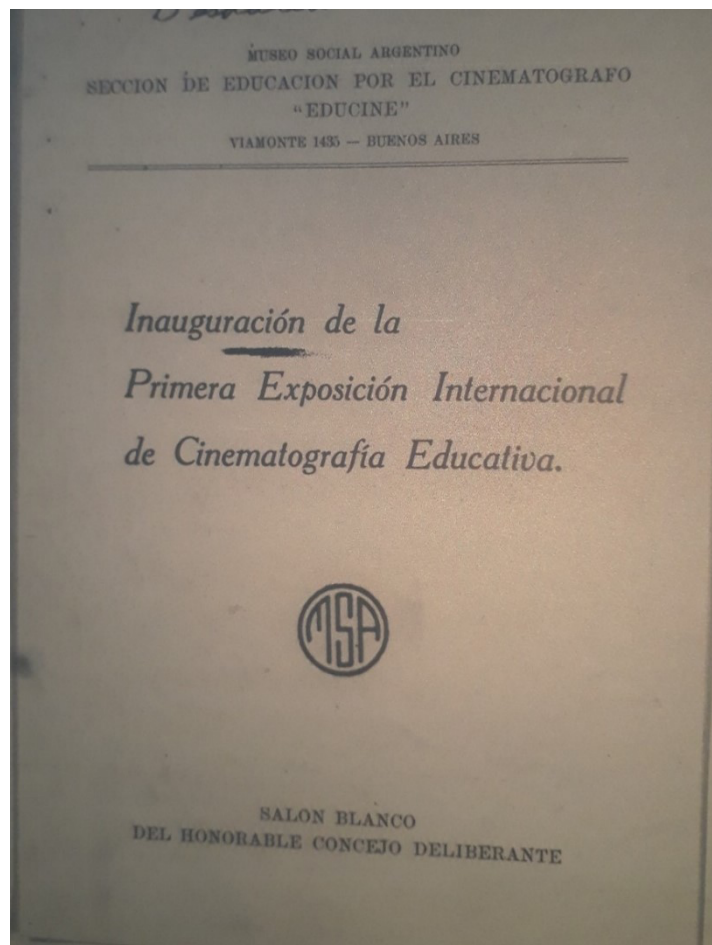 MUSEO SOCIAL ARGENTINO
SECCION DE EDUCACION POR EL CINEMATOGRAFO
"EDUCINE"
VIAMONTE 1435 — BUENOS AIRES
Inauguración de la
Primera Exposición Internacional
de Cinematografía Educativa.
MSA
SALON BLANCO
DEL HONORABLE CONCEJO DELIBERANTE